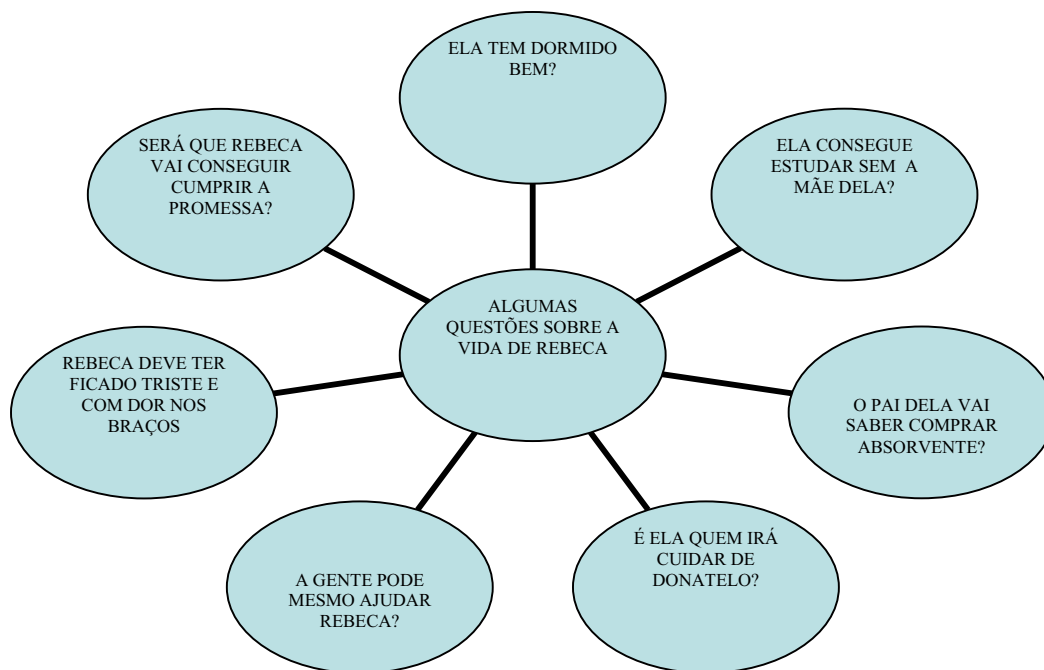 ELA TEM DORMIDO
BEM?
SERÁ QUE REBECA
VAI CONSEGUIR
CUMPRIR A
PROMESSA?
ELA CONSEGUE
ESTUDAR SEM  A
MÃE DELA?
ALGUMAS
QUESTÕES SOBRE A
VIDA DE REBECA
REBECA DEVE TER
FICADO TRISTE E
COM DOR NOS
BRAÇOS
O PAI DELA VAI
SABER COMPRAR
ABSORVENTE?
A GENTE PODE
MESMO AJUDAR
REBECA?
É ELA QUEM IRÁ
CUIDAR DE
DONATELO?